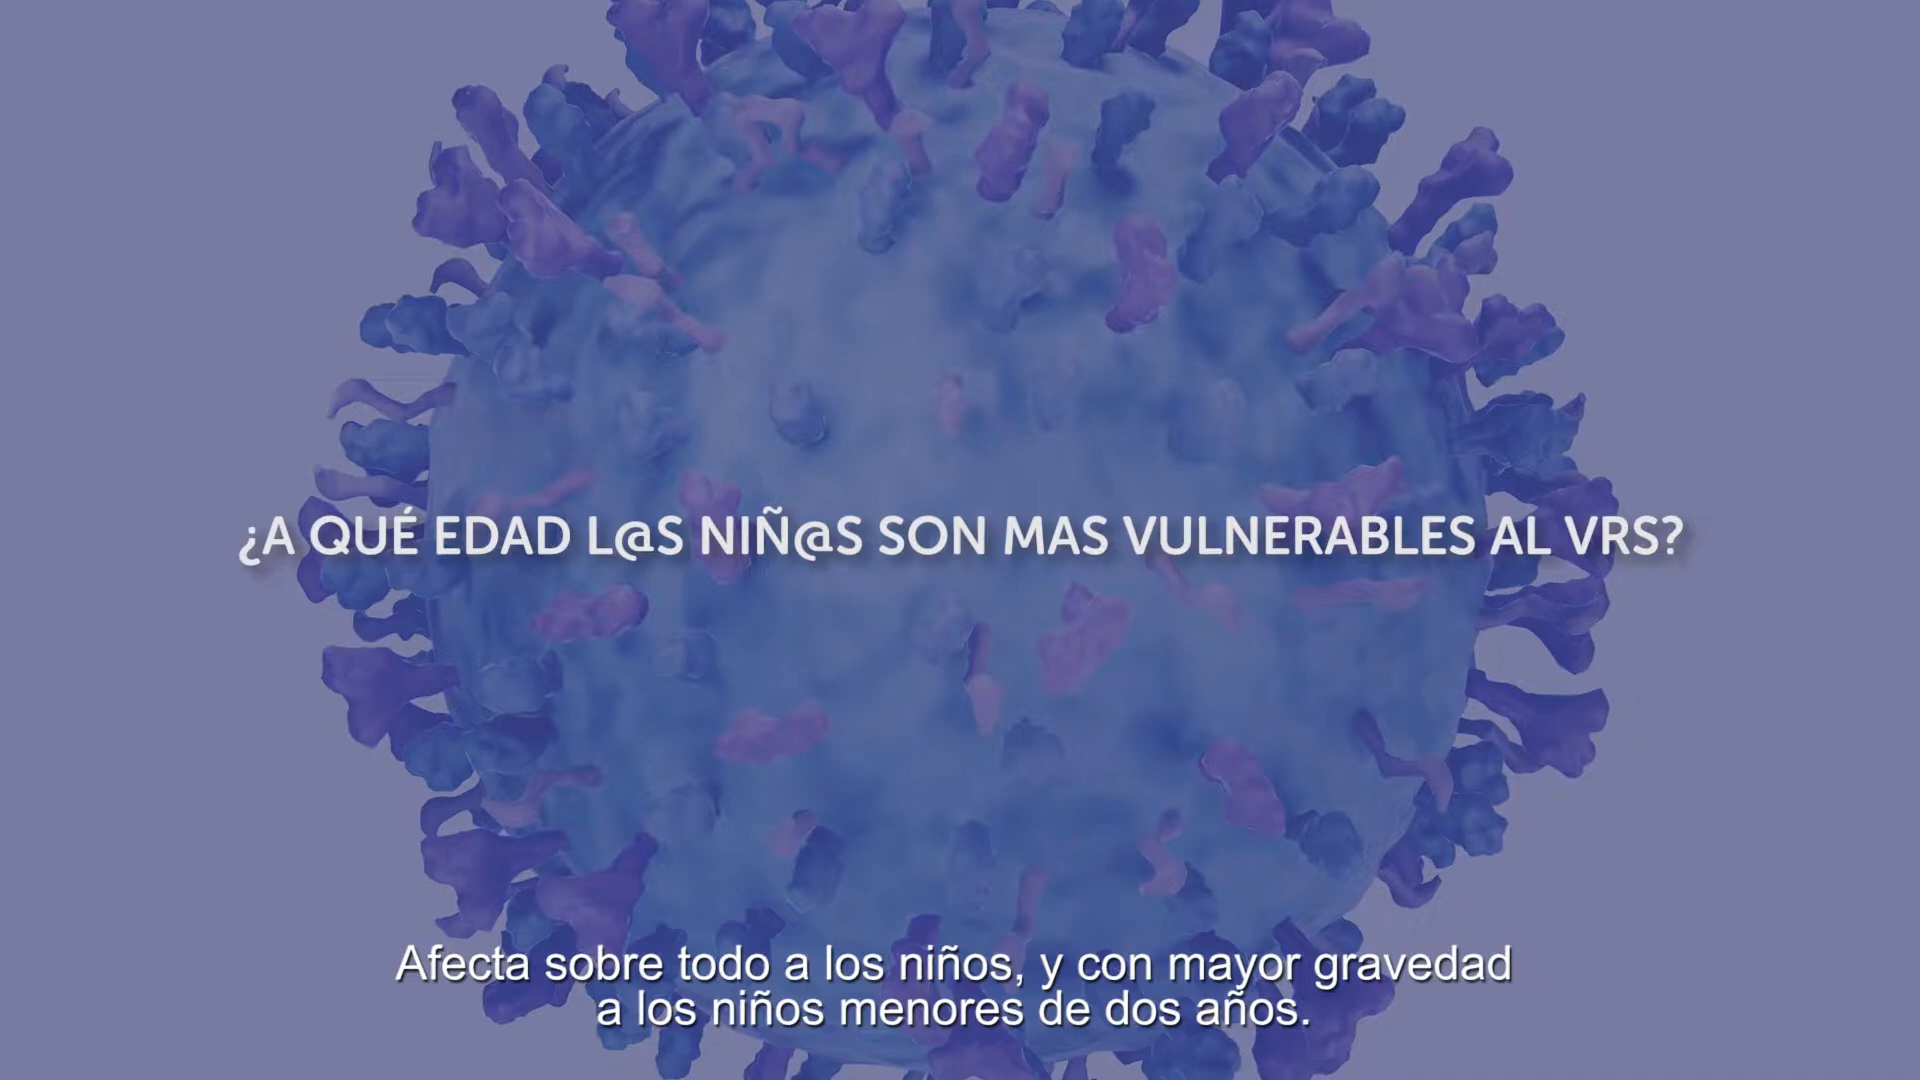 ¿A QUÉ EDAD L@S NIÑ@S SON MAS VULNERABLES AL VRS?
Afecta sobre todo a los niños, y con mayor gravedad
a los niños menores de dos años.